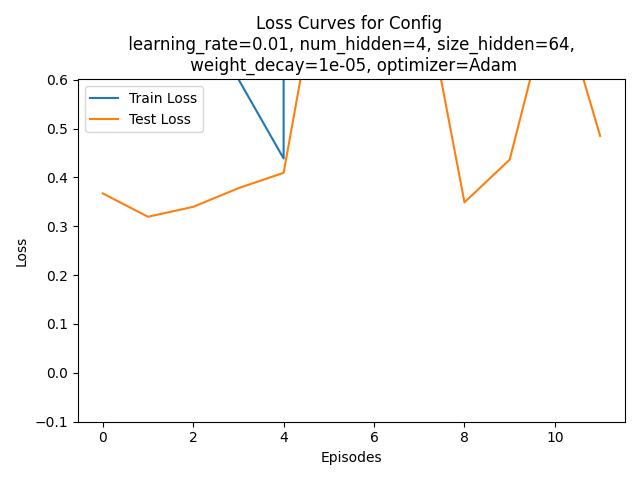 Loss Curves for Config
learning_rate=0.01, num_hidden=4, size_hidden=64,
weight_decay=1e-05, optimizer=Adam
Train Loss
Test Loss
0.6
0.5
0.4
0.3
0.2
0.1
0.0
−0.1
Loss
0 2 4 6 8 10
Episodes